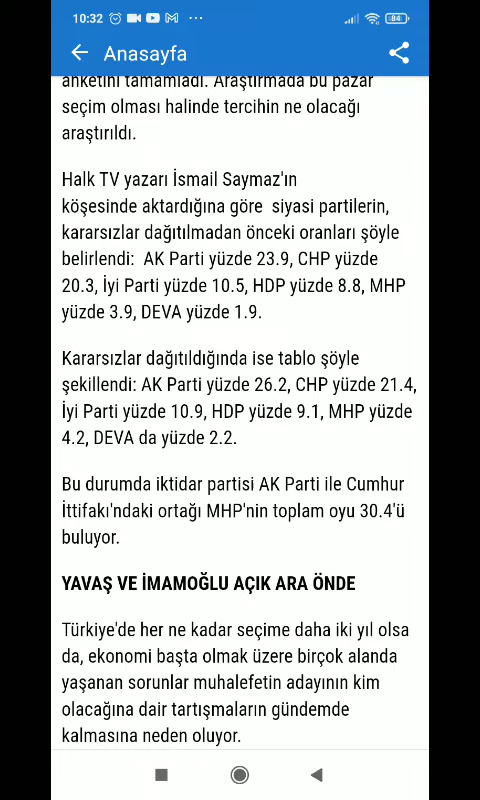 10:32
84
Anasayfa
anketini tamamladı. Araştırmada bu pazar
seçim olması halinde tercihin ne olacağı
araştırıldı.
Halk TV yazarı İsmail Saymaz'ın
köşesinde aktardığına göre  siyasi partilerin,
kararsızlar dağıtılmadan önceki oranları şöyle
belirlendi:  AK Parti yüzde 23.9, CHP yüzde
20.3, İyi Parti yüzde 10.5, HDP yüzde 8.8, MHP
yüzde 3.9, DEVA yüzde 1.9.
Kararsızlar dağıtıldığında ise tablo şöyle
şekillendi: AK Parti yüzde 26.2, CHP yüzde 21.4,
İyi Parti yüzde 10.9, HDP yüzde 9.1, MHP yüzde
4.2, DEVA da yüzde 2.2.
Bu durumda iktidar partisi AK Parti ile Cumhur
İttifakı'ndaki ortağı MHP'nin toplam oyu 30.4'ü
buluyor.
YAVAŞ VE İMAMOĞLU AÇIK ARA ÖNDE
Türkiye'de her ne kadar seçime daha iki yıl olsa
da, ekonomi başta olmak üzere birçok alanda
yaşanan sorunlar muhalefetin adayının kim
olacağına dair tartışmaların gündemde
kalmasına neden oluyor.